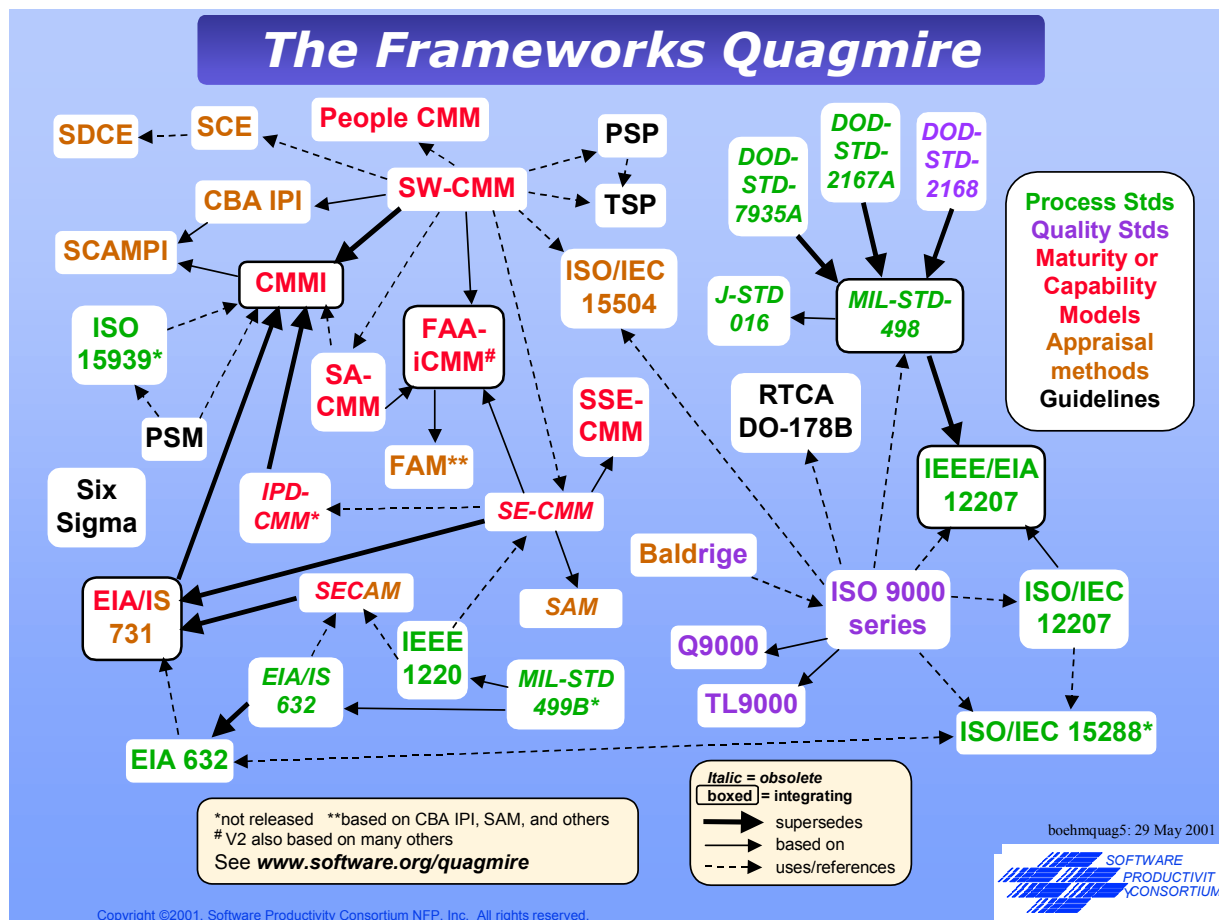 The Frameworks Quagmire
SDCE
SCE
People CMM
PSP
TSP
SW-CMM
CBA IPI
SCAMPI
CMMI
ISO
15939*
PSM
Six
Sigma
SA-
CMM
FAA-
iCMM#
FAM**
IPD-
CMM*
SE-CMM
SSE-
CMM
ISO/IEC
15504
SAM
EIA/IS
731
SECAM
IEEE
1220
EIA/IS
632
MIL-STD
499B*
EIA 632
DOD-
STD-
7935A
DOD-
STD-
2167A
DOD-
STD-
2168
J-STD
016
MIL-STD-
498
RTCA
DO-178B
IEEE/EIA
12207
Baldrige
ISO 9000
series
ISO/IEC
12207
Q9000
TL9000
ISO/IEC 15288*
Process Stds
Quality Stds
Maturity or
Capability
Models
Appraisal
methods
Guidelines
*not released **based on CBA IPI, SAM, and others
# V2 also based on many others
See www.software.org/quagmire
Italic = obsolete
boxed = integrating
supersedes
based on
uses/references
boehmquag5: 29 May 2001
SOFTWARE
PRODUCTIVIT
YCONSORTIUM
Copyright ©2001, Software Productivity Consortium NFP, Inc. All rights reserved.